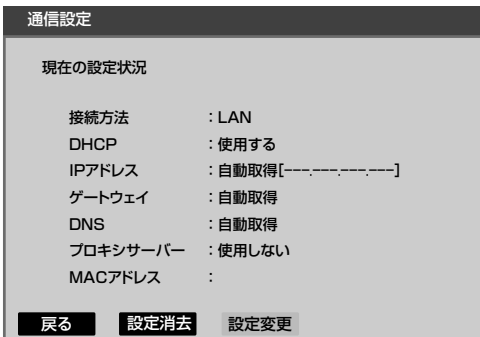 通信設定
現在の設定状況
接続方法 ：LAN
DHCP ：使用する
IPアドレス ：自動取得[---.---.---.---]
ゲートウェイ ：自動取得
DNS ：自動取得
プロキシサーバー ：使用しない
MACアドレス ：
戻る 設定消去 設定変更